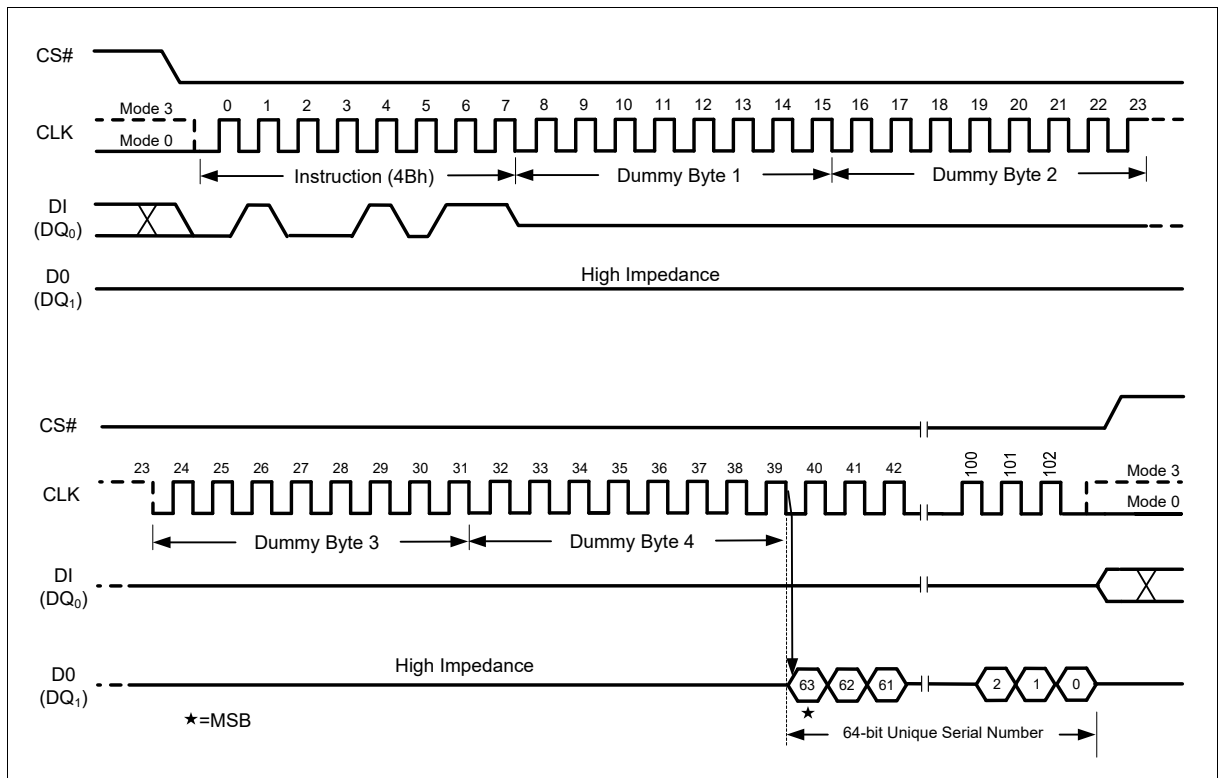 CS#
Mode 3
0 1 2 3 4 5 6 7 8 9 10 11 12 13 14 15 16 17 18 19 20 21 22 23
CLK
Mode 0
Instruction (4Bh)
Dummy Byte 1
Dummy Byte 2
DI
(DQ0)
D0
(DQ1)
High Impedance
CS#
23 24 25 26 27 28 29 30 31 32 33 34 35 36 37 38 39 40 41 42 100 101 102
Mode 3
CLK
Mode 0
Dummy Byte 3
Dummy Byte 4
DI
(DQ0)
High Impedance
D0
(DQ1)
63 62 61 2 1 0
★=MSB
★
64-bit Unique Serial Number